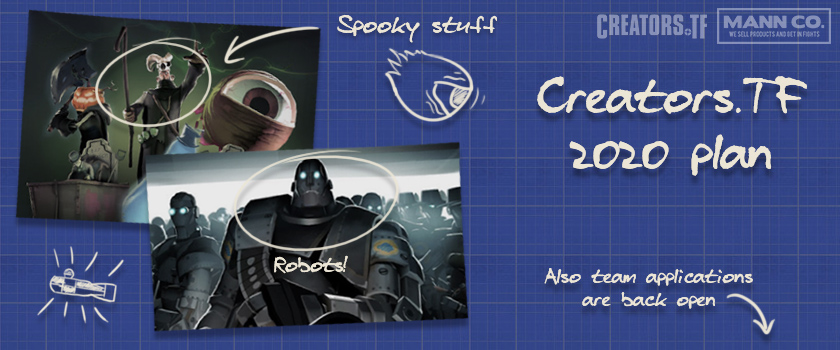 Spooky stuff
CREATORS.TF
MANN CO.
WE SELL PRODUCTS AND GET IN FIGHTS
Creators.TF
2020 plan
Robots!
Also team applications
are back open